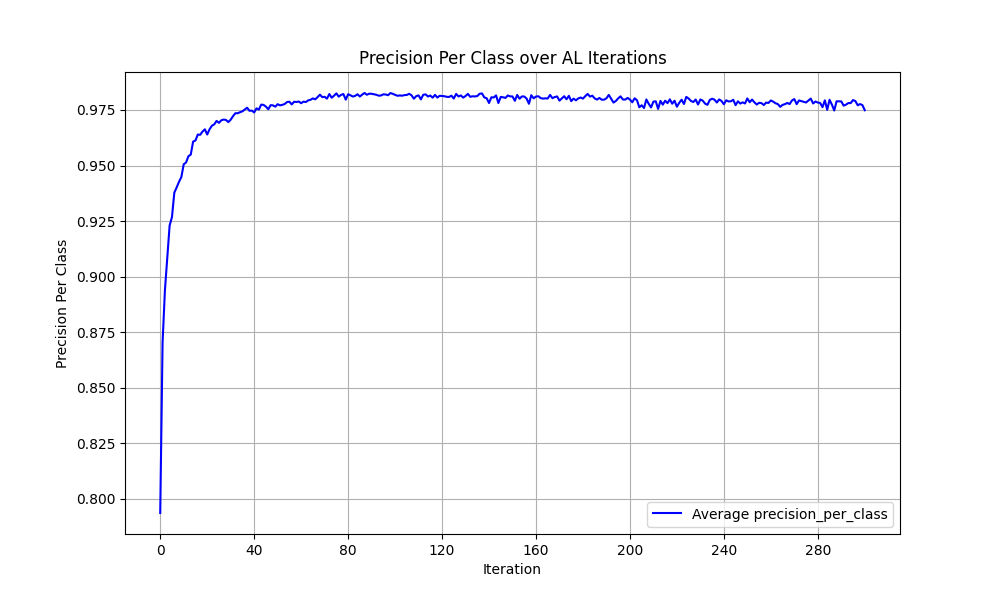 Precision Per Class over AL Iterations
Precision Per Class
0.975
0.950
0.925
0.900
0.875
0.850
0.825
0.800
Average precision_per_class
0 40 80 120 160 200 240 280
Iteration